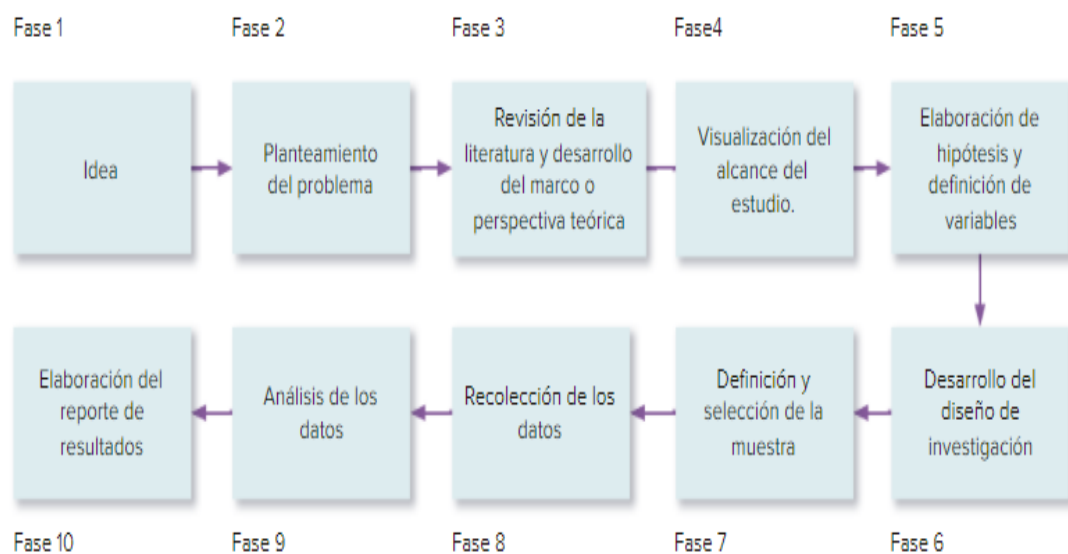 Fase 1
Fase 2
Fase 3
Fase4
Fase 5
Idea
Planteamiento
del problema
Revisión de la
literatura y desarrollo
del marco o
perspectiva teórica
Visualización del
alcance del
estudio.
Elaboración de
hipótesis y
definición de
variables
Desarrollo del
diseño de
investigación
Definición y
selección de la
muestra
Recolección de los
datos
Análisis de los
datos
Elaboración del
reporte de
resultados
Fase 10
Fase 9
Fase 8
Fase 7
Fase 6